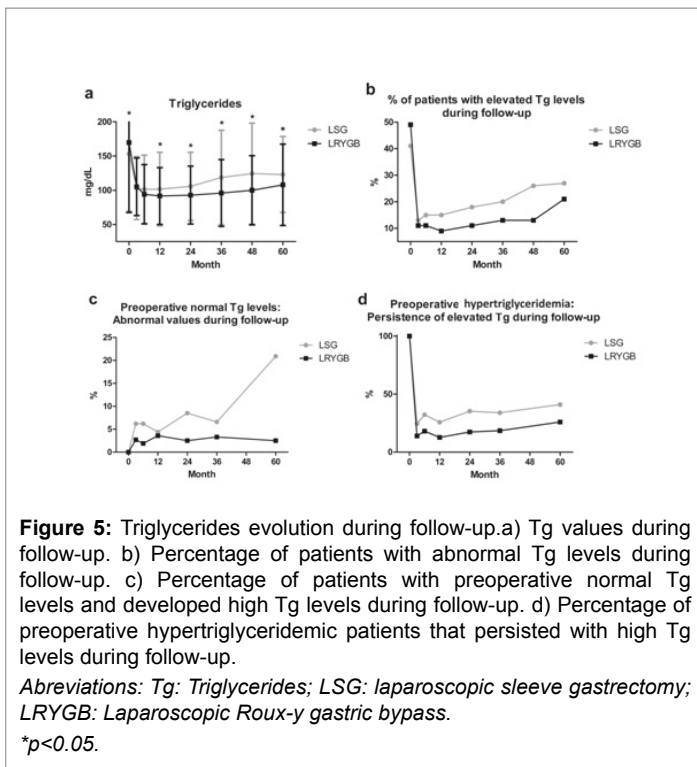 a
Triglycerides
* * * * * *
LSG
LRYGB
mg/dL
200
150
100
50
0 12 24 36 48 60
Month
b
% of patients with elevated Tg levels
during follow-up
LSG
LRYGB
%
50
40
30
20
10
0 12 24 36 48 60
Month
c
Preoperative normal Tg levels:
Abnormal values during follow-up
LSG
LRYGB
%
25
20
15
10
5
0
0 12 24 36 48 60
Month
d
Preoperative hypertriglyceridemia:
Persistence of elevated Tg during follow-up
LSG
LRYGB
%
100
50
0
0 12 24 36 48 60
Month
Figure 5: Triglycerides evolution during follow-up.a) Tg values during
follow-up. b) Percentage of patients with abnormal Tg levels during
follow-up. c) Percentage of patients with preoperative normal Tg
levels and developed high Tg levels during follow-up. d) Percentage of
preoperative hypertriglyceridemic patients that persisted with high Tg
levels during follow-up.
Abreviations: Tg: Triglycerides; LSG: laparoscopic sleeve gastrectomy;
LRYGB: Laparoscopic Roux-y gastric bypass.
*p<0.05.